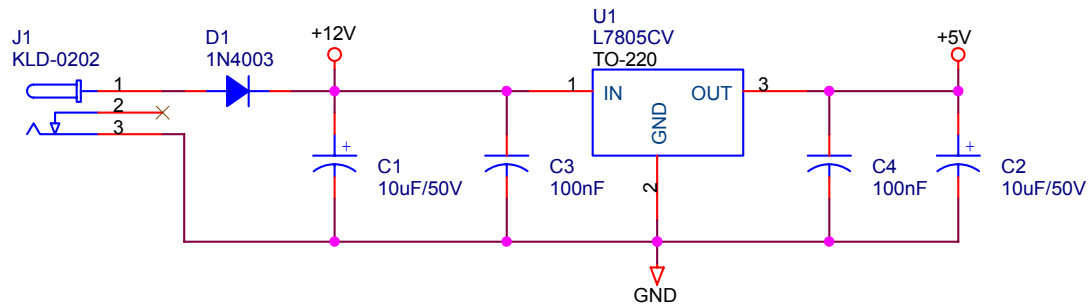 J1
KLD-0202
1
2
3
D1
1N4003
+12V
C1
10uF/50V
C3
100nF
U1
L7805CV
TO-220
1
IN
OUT
3
GND
2
GND
C4
100nF
+5V
C2
10uF/50V
+
+